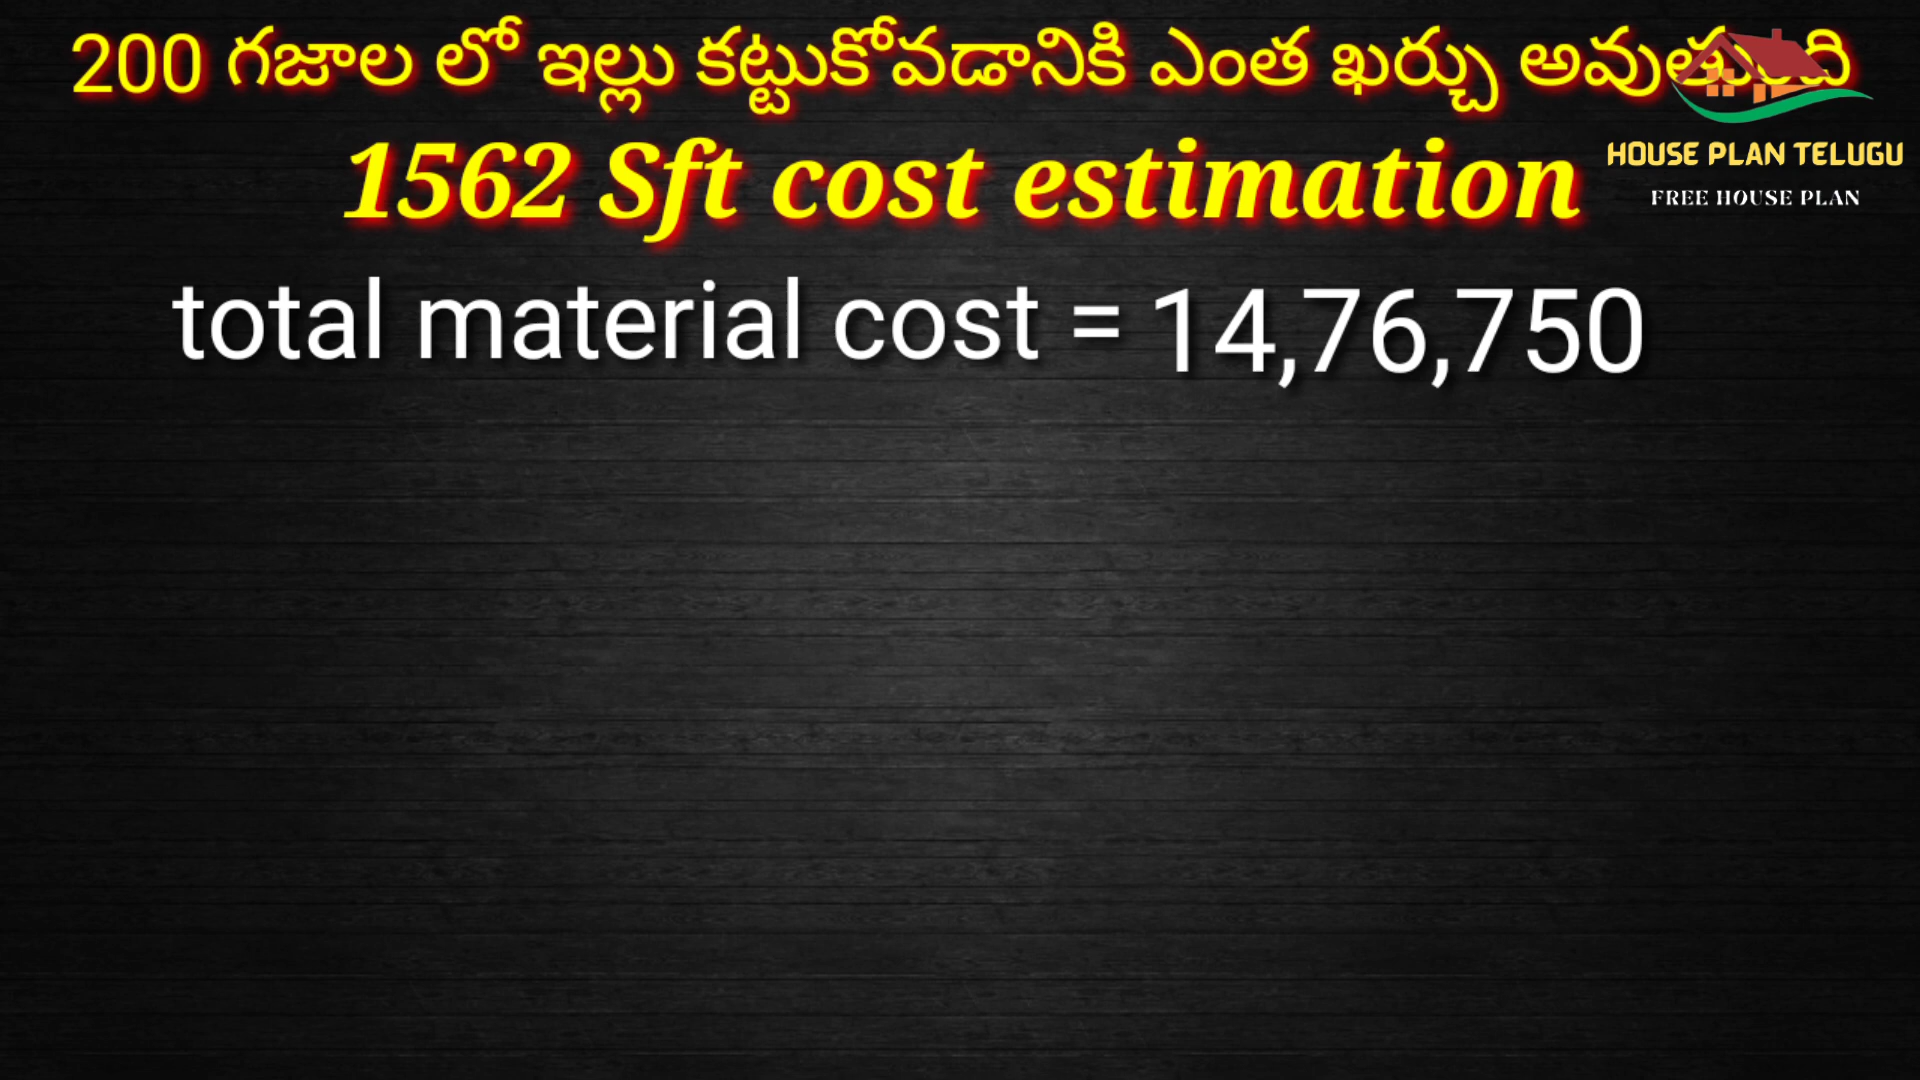 200 గజాల లో ఇల్లు కట్టుకోవడానికి ఎంత ఖర్చు అవుతుంది
1562 Sft cost estimation
HOUSE PLAN TELUGU
FREE HOUSE PLAN
total material cost = 14,76,750